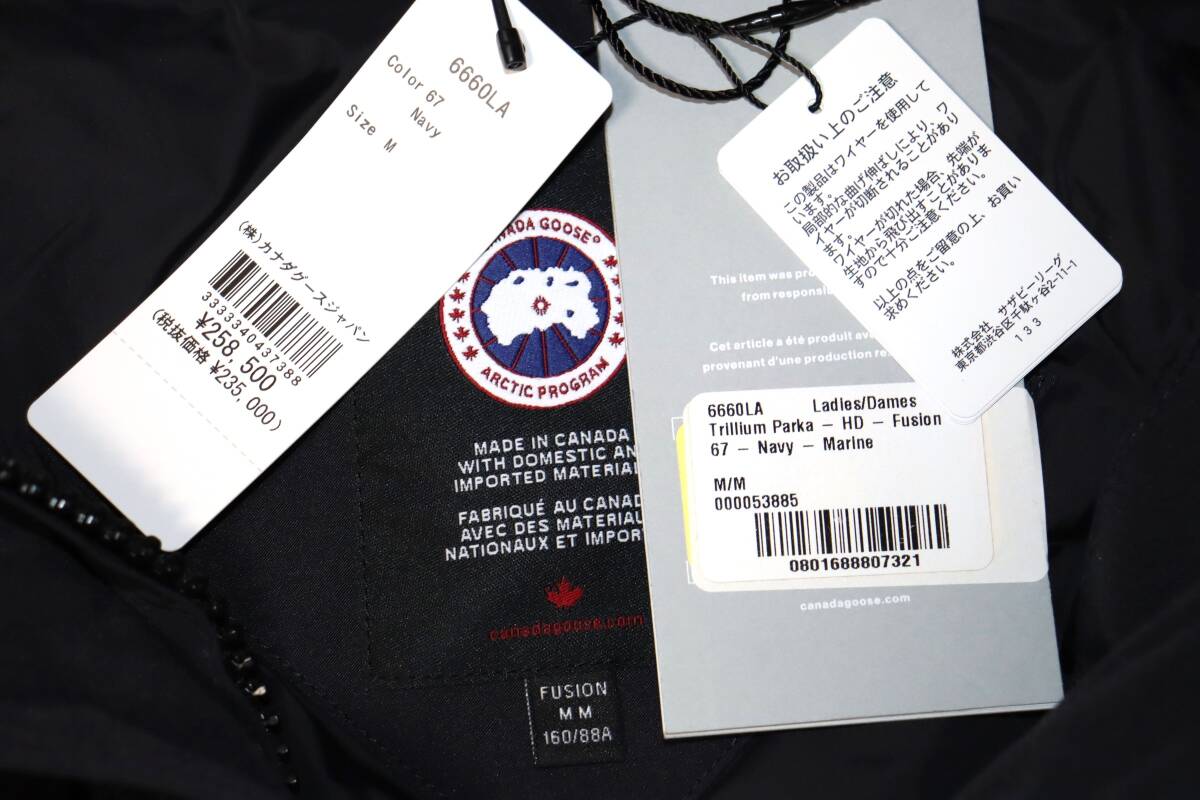 6660LA
Color 67
Navy
Size M
(株)カナダグースジャパン
3333340437388
¥258,500
(税抜価格 ¥235,000)
CANADA GOOSE®
ARCTIC PROGRAM
MADE IN CANADA
WITH DOMESTIC
IMPORTED
FABRIQUÉ AU
AVEC DES
NATIONAUX ET
canadagoose.com
FUSION
M M
160/88A
This item was
from
Cet article a été produit
provenant d'une production
6660LA Ladies/Dames
Trillium Parka – HD – Fusion
67 – Navy – Marine
M/M
000053885
0801688807321
canadagoose.com
お取扱い上のご注意
この製品はワイヤーを使用して
います。
局部的な曲げ伸ばしにより、ワ
イヤーが切断されることがあり
ます。
ワイヤーが切れた場合、先端が
生地から飛び出すことがありま
すので十分ご注意ください。
以上の点をご留意の上、お買い
求めください。
株式会社 サザビーリーグ
東京都渋谷区千駄ヶ谷2-11-1
133